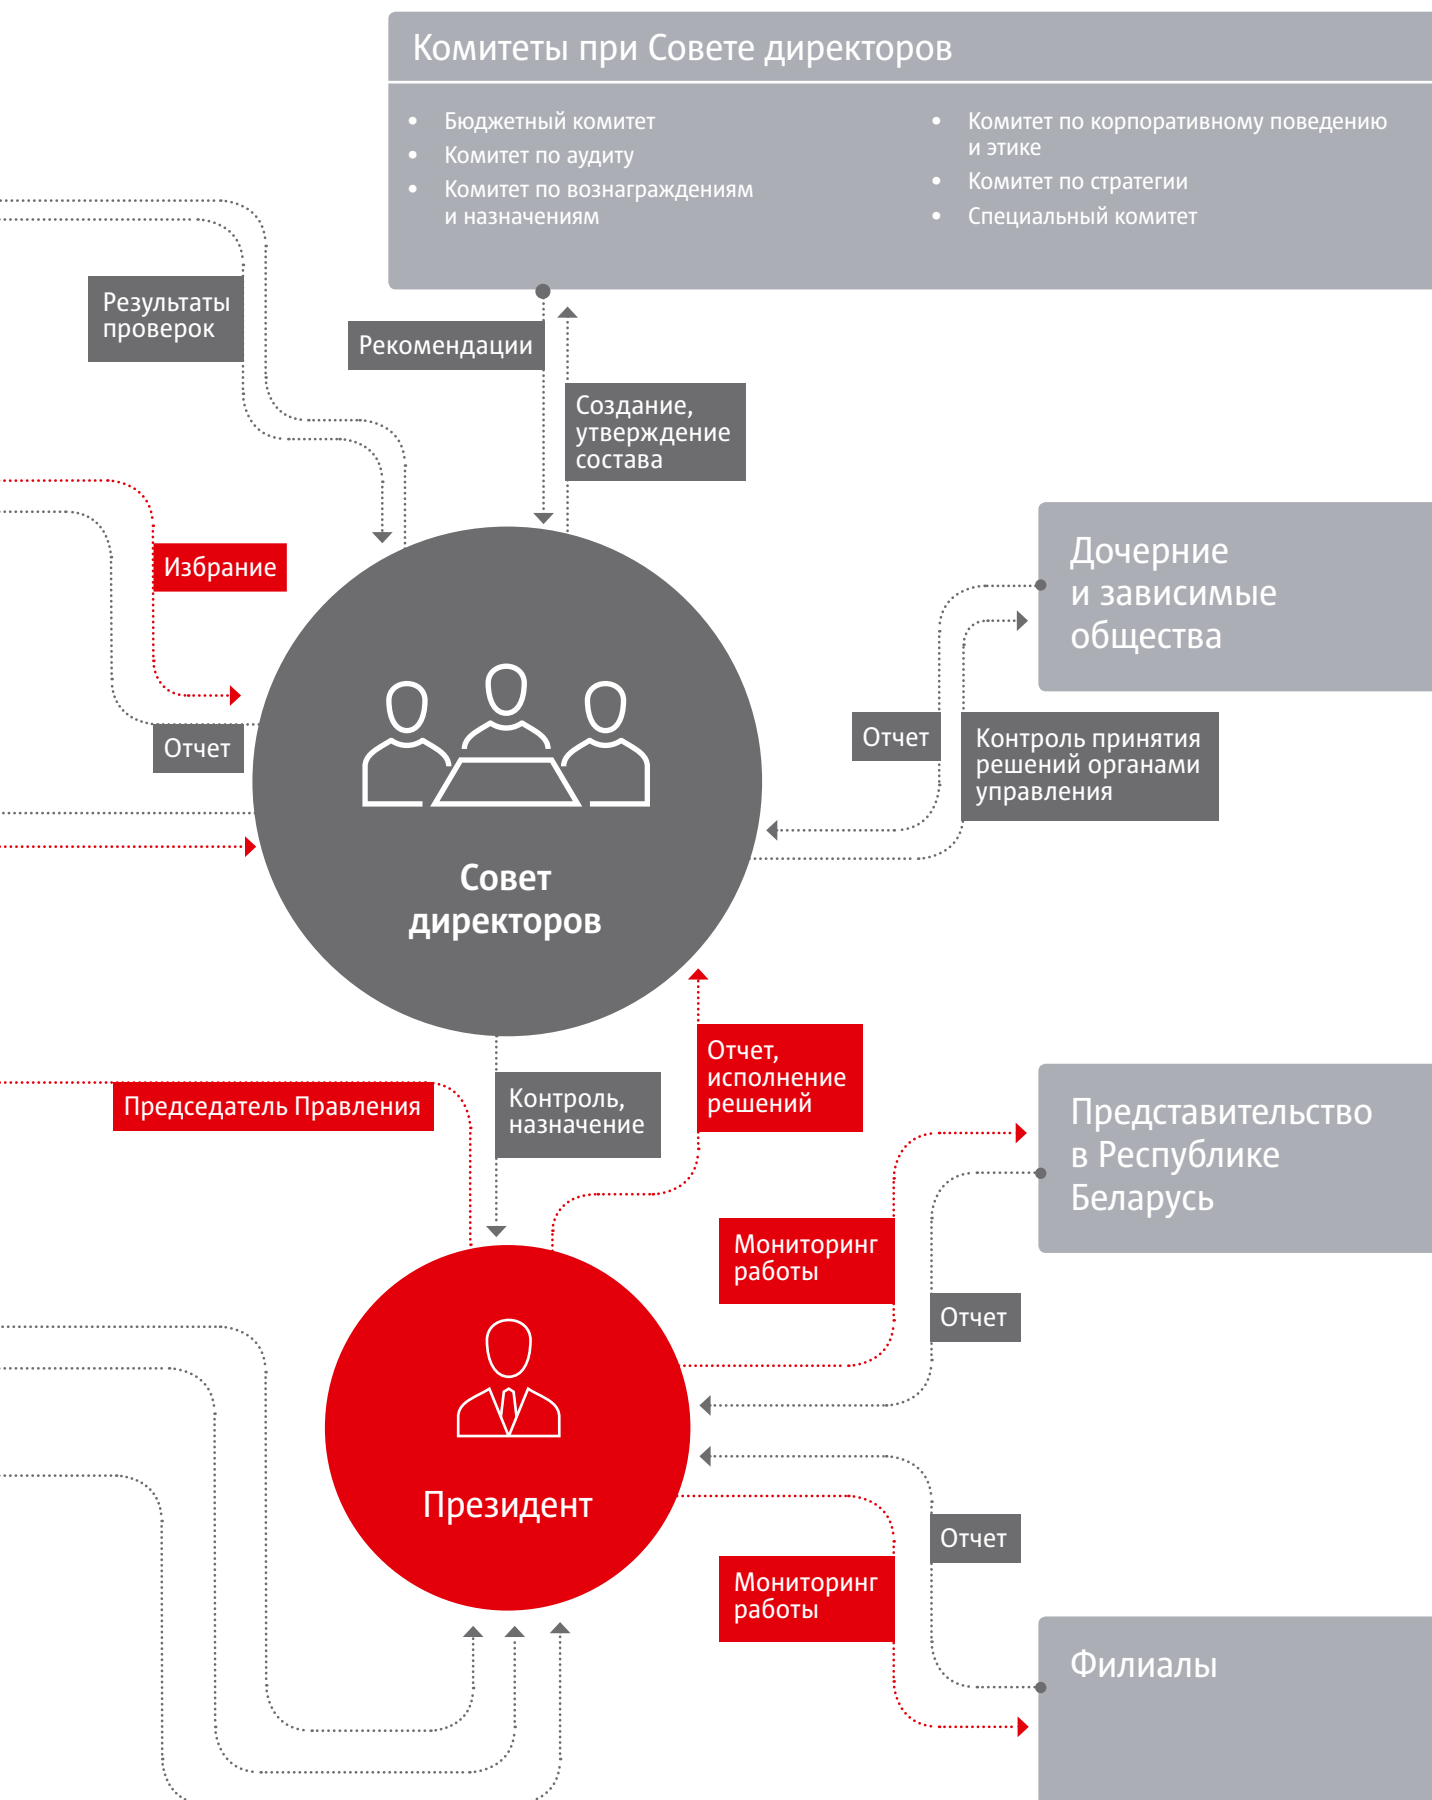 Комитеты при Совете директоров
• Бюджетный комитет
• Комитет по аудиту
• Комитет по вознаграждениям
и назначениям
• Комитет по корпоративному поведению
и этике
• Комитет по стратегии
• Специальный комитет
Результаты
проверок
Рекомендации
Создание,
утверждение
состава
Избрание
Отчет
Дочерние
и зависимые
общества
Отчет
Контроль принятия
решений органами
управления
Совет
директоров
Председатель Правления
Контроль,
назначение
Отчет,
исполнение
решений
Представительство
в Республике
Беларусь
Мониторинг
работы
Отчет
Президент
Отчет
Мониторинг
работы
Филиалы